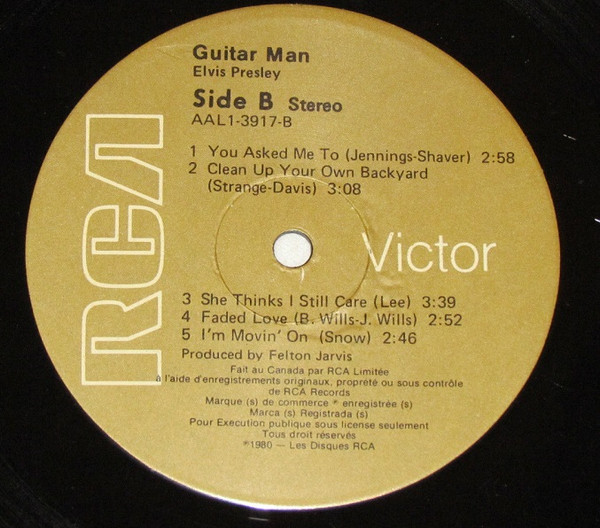 Guitar Man
Elvis Presley
Side B Stereo
AAL1-3917-B
1 You Asked Me To (Jennings-Shaver) 2:58
2 Clean Up Your Own Backyard
(Strange-Davis) 3:08
RCA
Victor
3 She Thinks I Still Care (Lee) 3:39
4 Faded Love (B. Wills-J. Wills) 2:52
5 I'm Movin' On (Snow) 2:46
Produced by Felton Jarvis
Fait au Canada par RCA Limitée
à l'aide d'enregistrements originaux, propreté ou sous contrôle
de RCA Records
Marque (s) de commerce * enregistrée (s)
Marca (s) Registrada (s)
Pour Execution publique sous license seulement
Tous droit réservés
℗1980 — Les Disques RCA